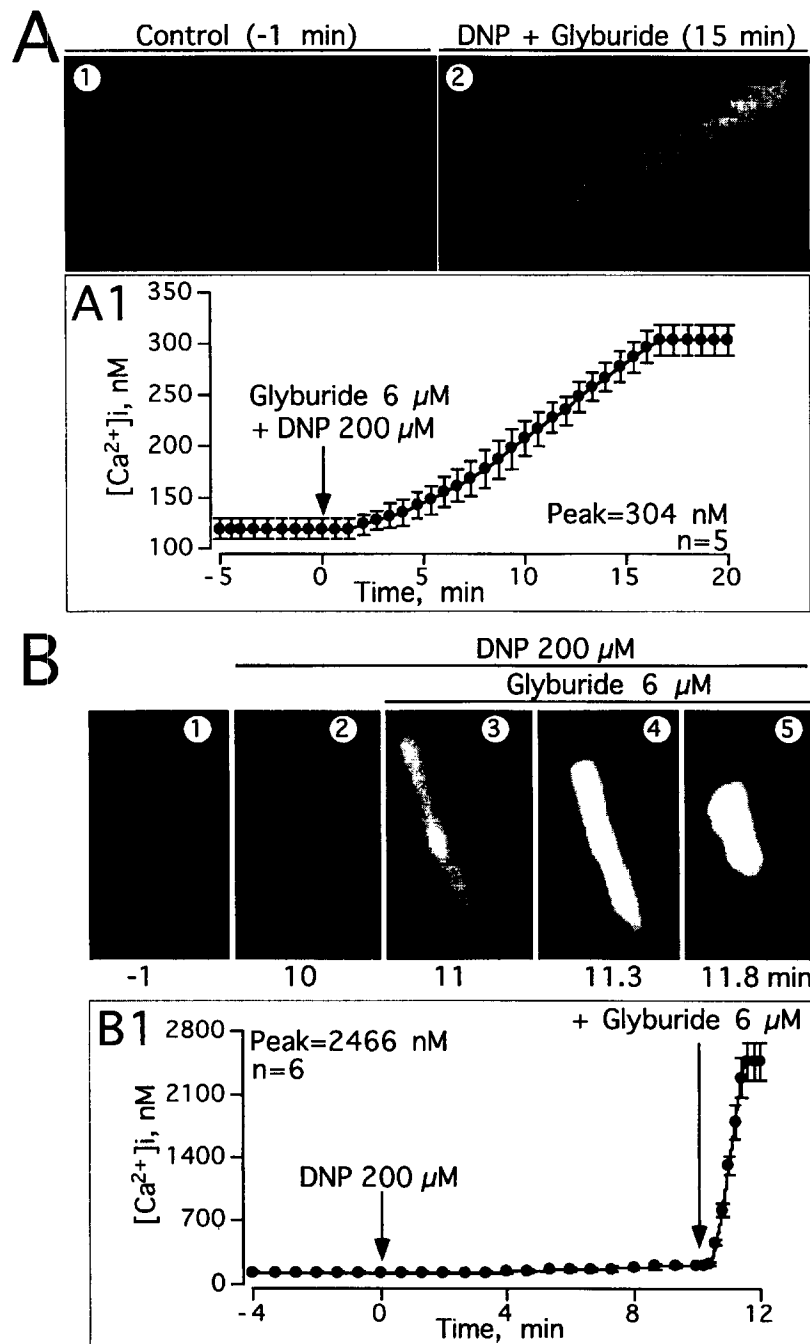 A
Control (-1 min) DNP + Glyburide (15 min)
1 2
A1
350
300
250
200
150
100
[Ca²⁺]i, nM
Glyburide 6 µM
+ DNP 200 µM
Peak=304 nM
n=5
-5 0 5 10 15 20
Time, min
B
DNP 200 µM
Glyburide 6 µM
1 2 3 4 5
-1 10 11 11.3 11.8 min
B1
+ Glyburide 6 µM
Peak=2466 nM
n=6
2800
2100
1400
700
0
[Ca²⁺]i, nM
DNP 200 µM
-4 0 4 8 12
Time, min